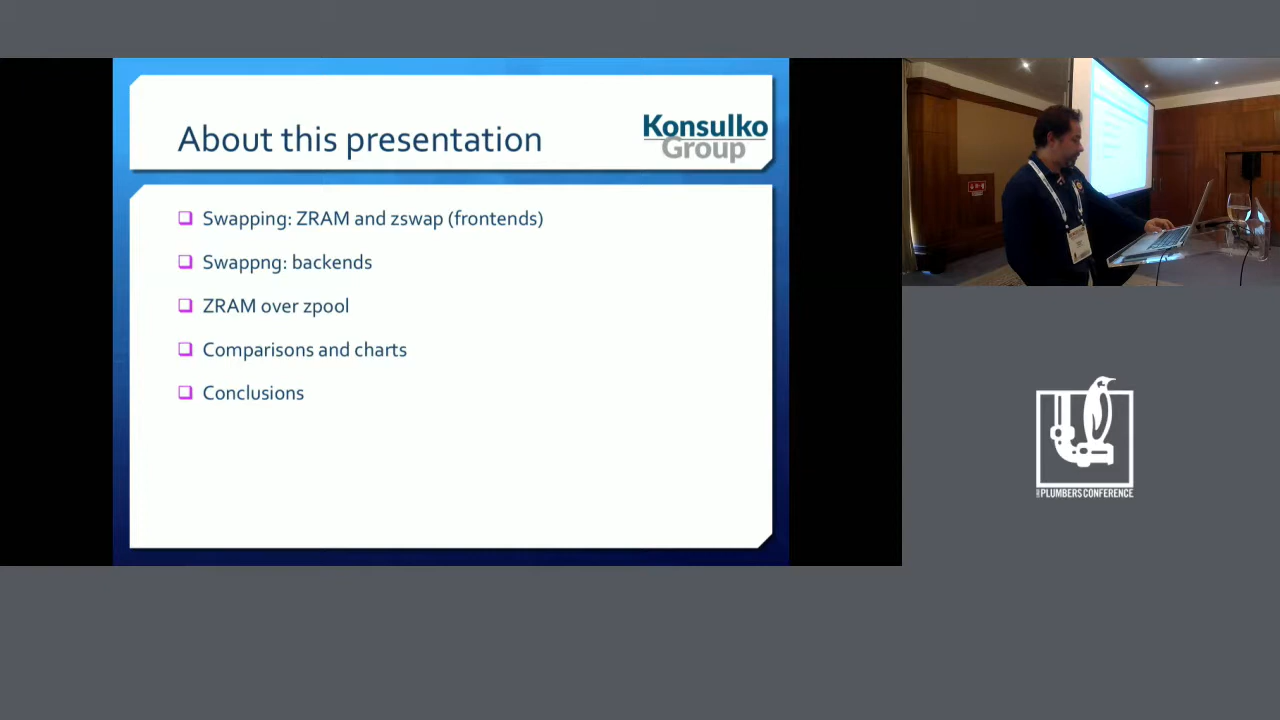 About this presentation
Konsulko
Group
Swapping: ZRAM and zswap (frontends)
Swappng: backends
ZRAM over zpool
Comparisons and charts
Conclusions
PLUMBERS CONFERENCE